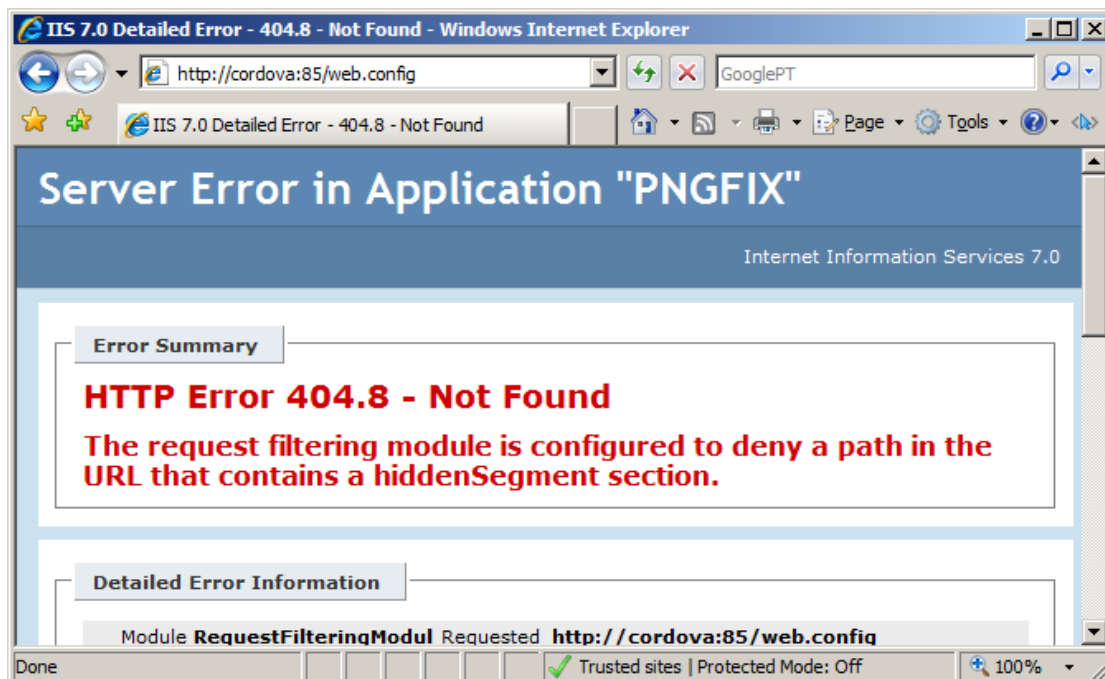 IIS 7.0 Detailed Error - 404.8 - Not Found - Windows Internet Explorer
http://cordova:85/web.config GooglePT
IIS 7.0 Detailed Error - 404.8 - Not Found Page Tools
Server Error in Application "PNGFIX"
Internet Information Services 7.0
Error Summary
HTTP Error 404.8 - Not Found
The request filtering module is configured to deny a path in the
URL that contains a hiddenSegment section.
Detailed Error Information
Module RequestFilteringModul Requested http://cordova:85/web.config
Done Trusted sites | Protected Mode: Off 100%